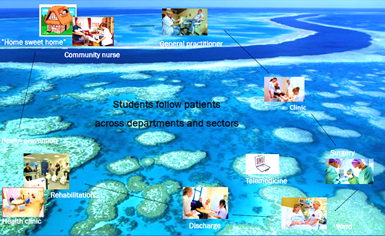 "Home sweet home"
Community nurse
General practitioner
Clinic
Students follow patients
across departments and sectors
Rehabilitation
Telemedicine
Health clinic
Discharge
Ward